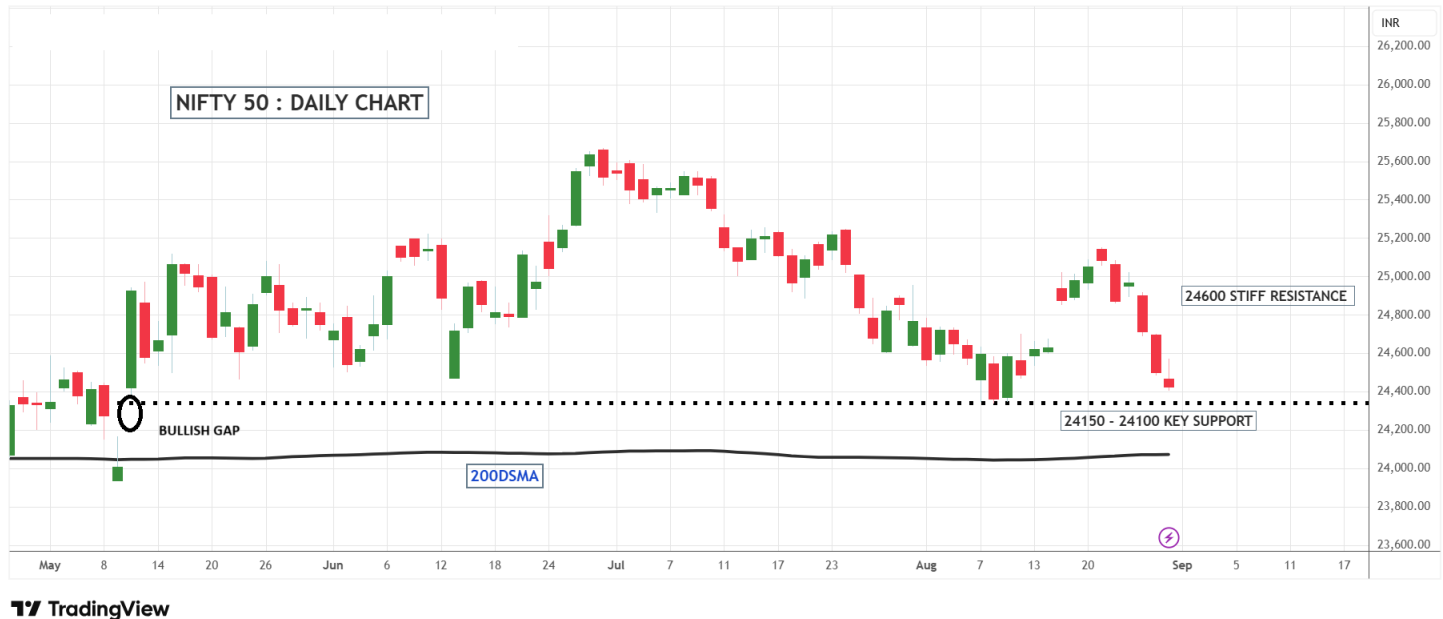 INR
26,200.00
26,000.00
NIFTY 50 : DAILY CHART
25,800.00
25,600.00
25,400.00
25,200.00
25,000.00
24600 STIFF RESISTANCE
24,800.00
24,600.00
24,400.00
24150 - 24100 KEY SUPPORT
BULLISH GAP
24,200.00
200DSMA
24,000.00
23,800.00
23,600.00
May 8 14 20 26 Jun 6 12 18 24 Jul 7 11 17 23 Aug 7 13 20 Sep 5 11 17
TradingView